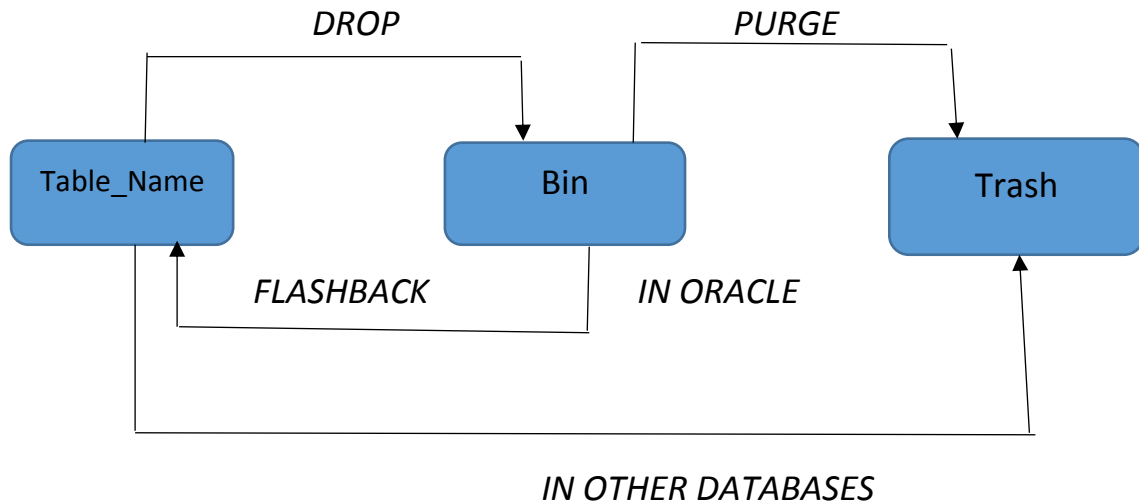 DROP
PURGE
Table_Name
Bin
Trash
FLASHBACK
IN ORACLE
IN OTHER DATABASES